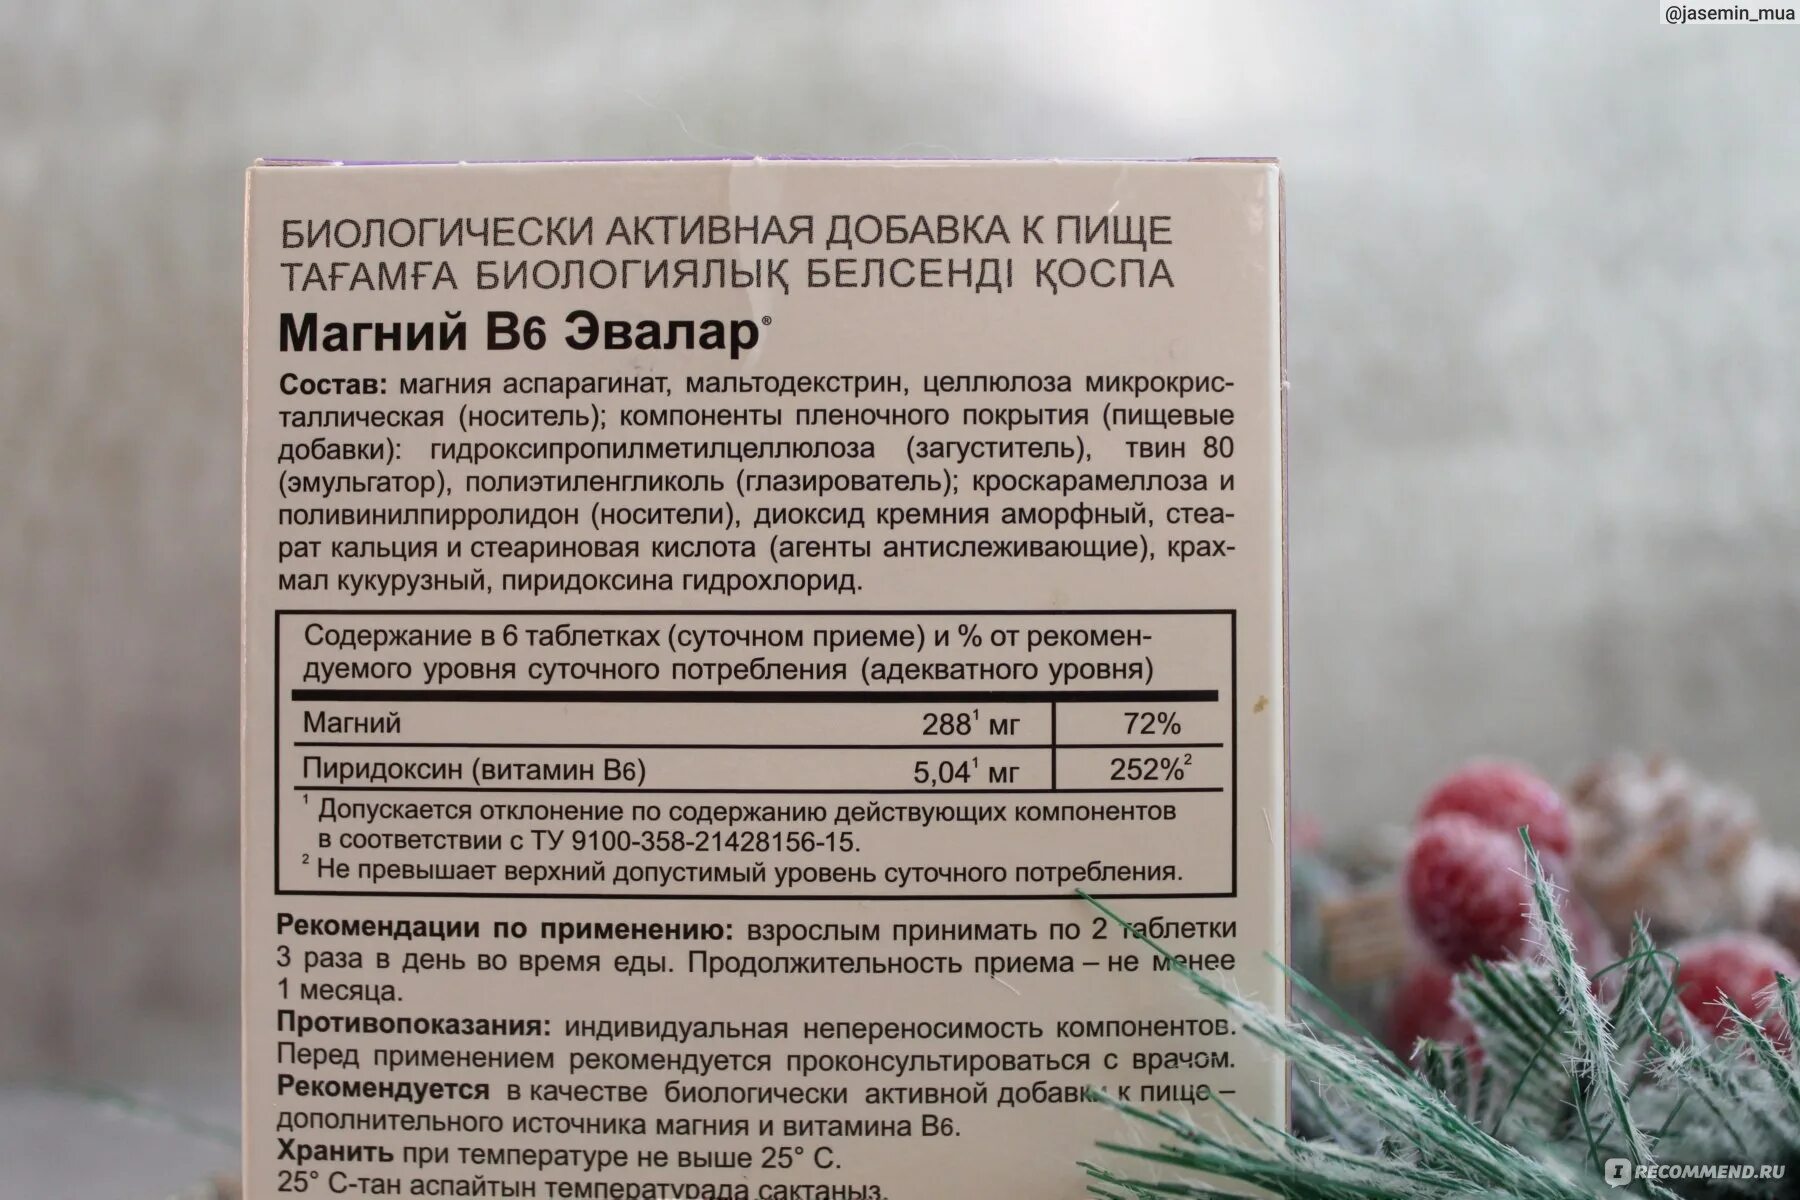 @jasemin_mua
БИОЛОГИЧЕСКИ АКТИВНАЯ ДОБАВКА К ПИЩЕ
ТАҒАМҒА БИОЛОГИЯЛЫҚ БЕЛСЕНДІ ҚОСПА
Магний В6 Эвалар®
Состав: магния аспарагинат, мальтодекстрин, целлюлоза микрокрис-
таллическая (носитель); компоненты пленочного покрытия (пищевые
добавки): гидроксипропилметилцеллюлоза (загуститель), твин 80
(эмульгатор), полиэтиленгликоль (глазирователь); кроскарамеллоза и
поливинилпирролидон (носители), диоксид кремния аморфный, стеа-
рат кальция и стеариновая кислота (агенты антислеживающие), крах-
мал кукурузный, пиридоксина гидрохлорид.
Содержание в 6 таблетках (суточном приеме) и % от рекомен-
дуемого уровня суточного потребления (адекватного уровня)
Магний 288¹ мг 72%
Пиридоксин (витамин В6) 5,04¹ мг 252%²
¹ Допускается отклонение по содержанию действующих компонентов
в соответствии с ТУ 9100-358-21428156-15.
² Не превышает верхний допустимый уровень суточного потребления.
Рекомендации по применению: взрослым принимать по 2 таблетки
3 раза в день во время еды. Продолжительность приема – не менее
1 месяца.
Противопоказания: индивидуальная непереносимость компонентов.
Перед применением рекомендуется проконсультироваться с врачом.
Рекомендуется в качестве биологически активной добавки к пище –
дополнительного источника магния и витамина В6.
Хранить при температуре не выше 25° С.
25° С-тан аспайтын температурада сақтаңыз.
I RECOMMEND.RU